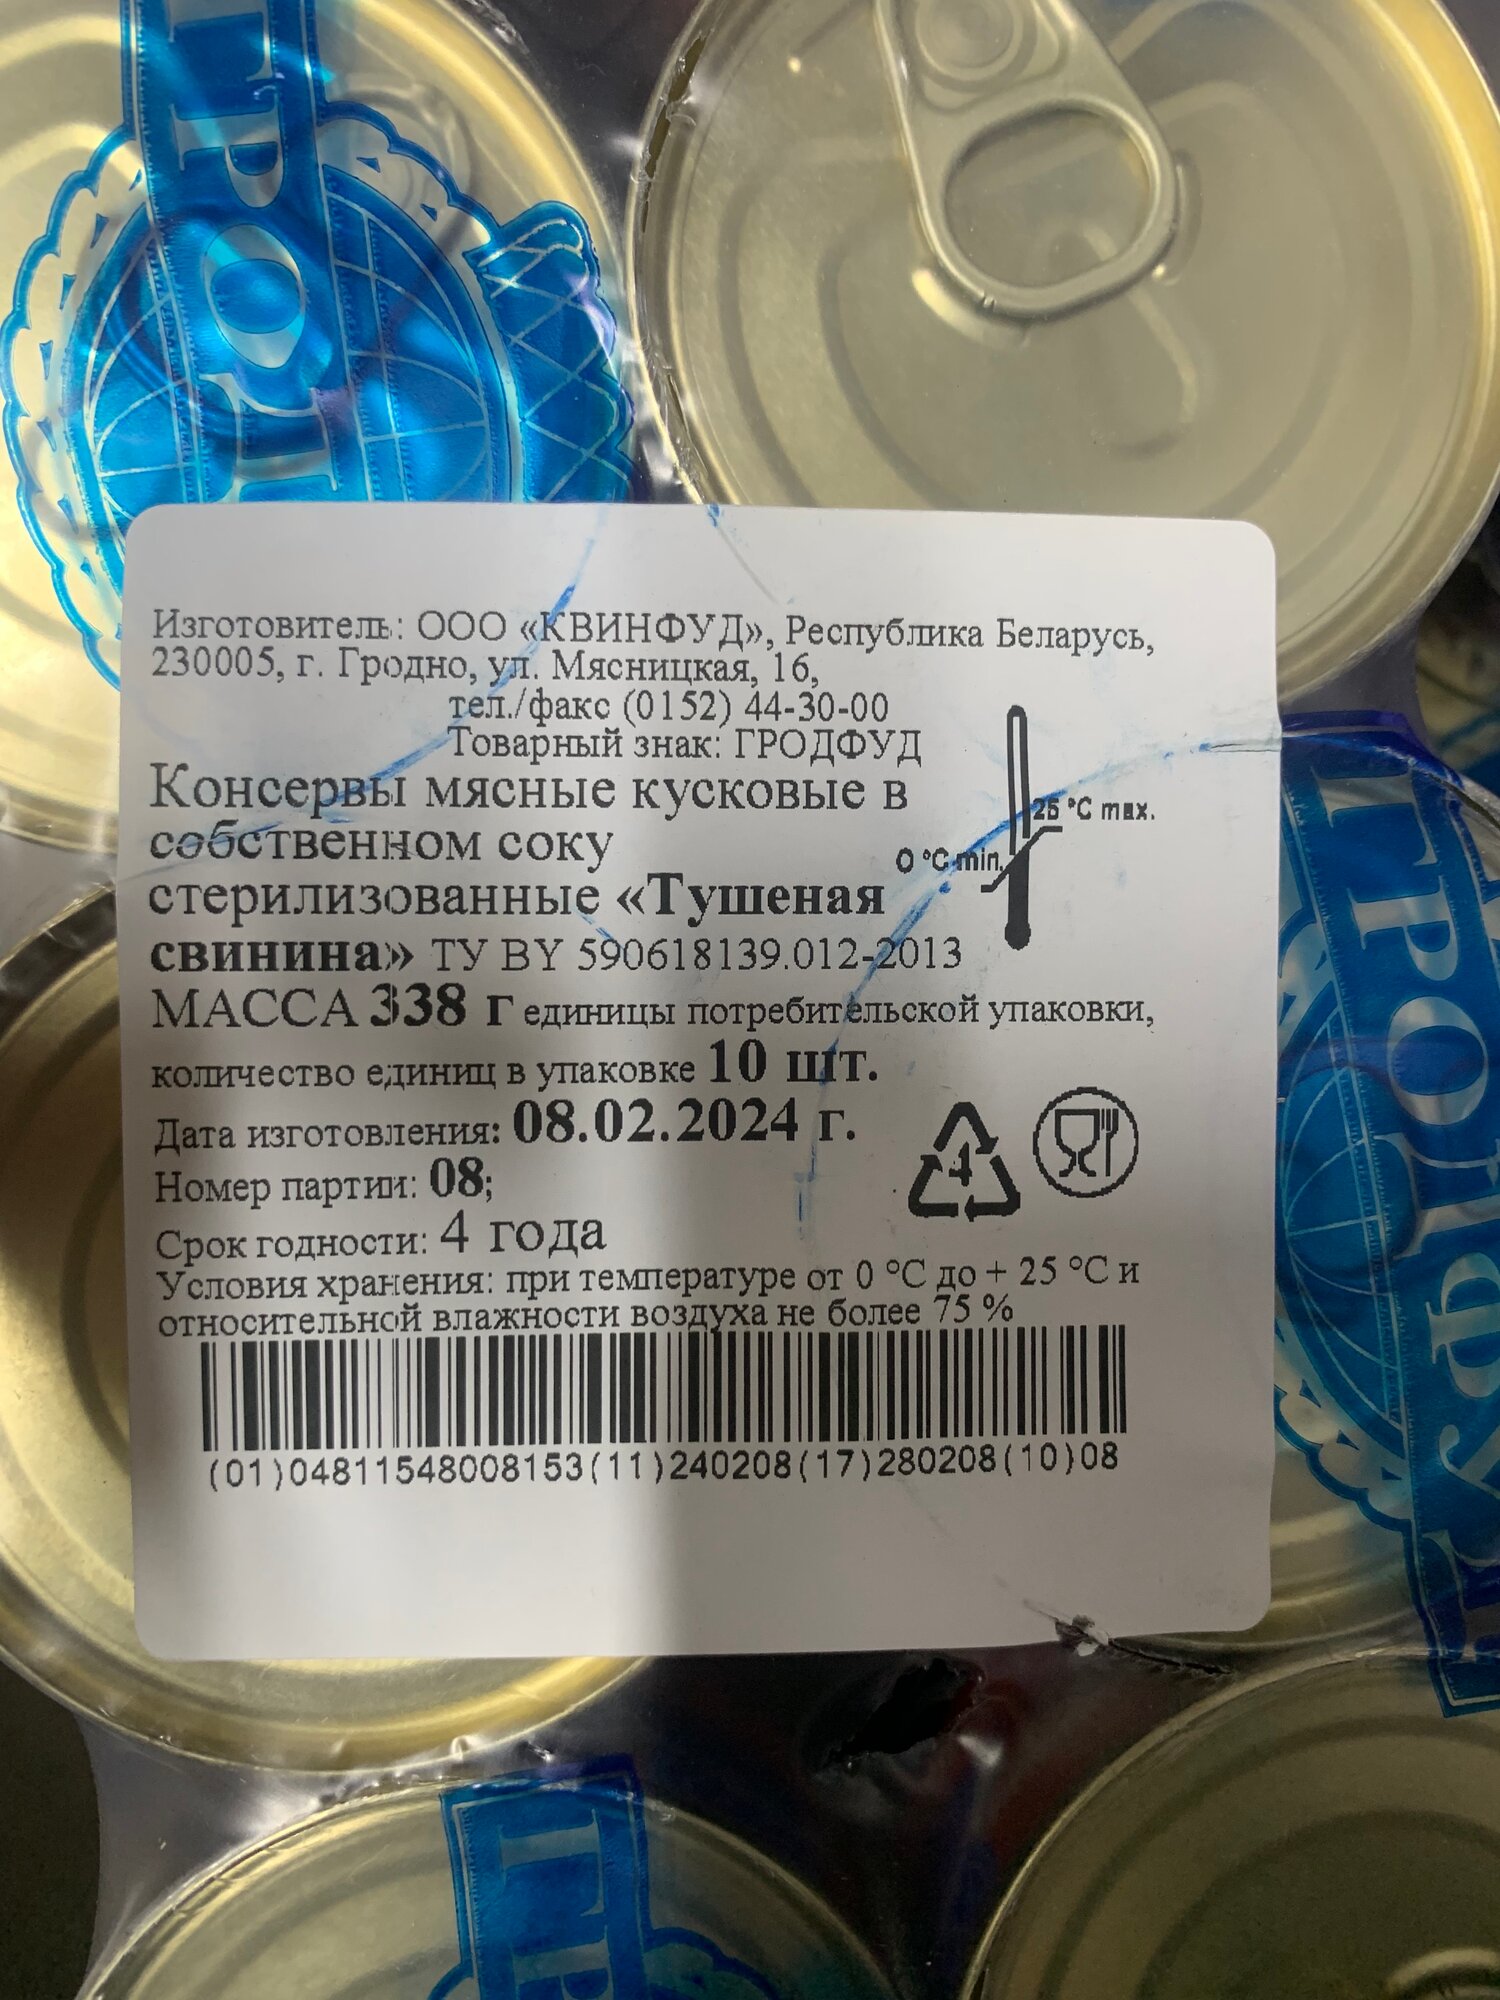 Изготовитель: ООО «КВИНФУД», Республика Беларусь,
230005, г. Гродно, ул. Мясницкая, 16,
тел./факс (0152) 44-30-00
Товарный знак: ГРОДФУД
Консервы мясные кусковые в
собственном соку
стерилизованные «Тушеная
свинина» ТУ BY 590618139.012-2013
25 °C max.
0 °C min.
МАССА 338 г единицы потребительской упаковки,
количество единиц в упаковке 10 шт.
Дата изготовления: 08.02.2024 г.
Номер партии: 08;
4
Срок годности: 4 года
Условия хранения: при температуре от 0 °С до + 25 °С и
относительной влажности воздуха не более 75 %
(01)04811548008153(11)240208(17)280208(10)08